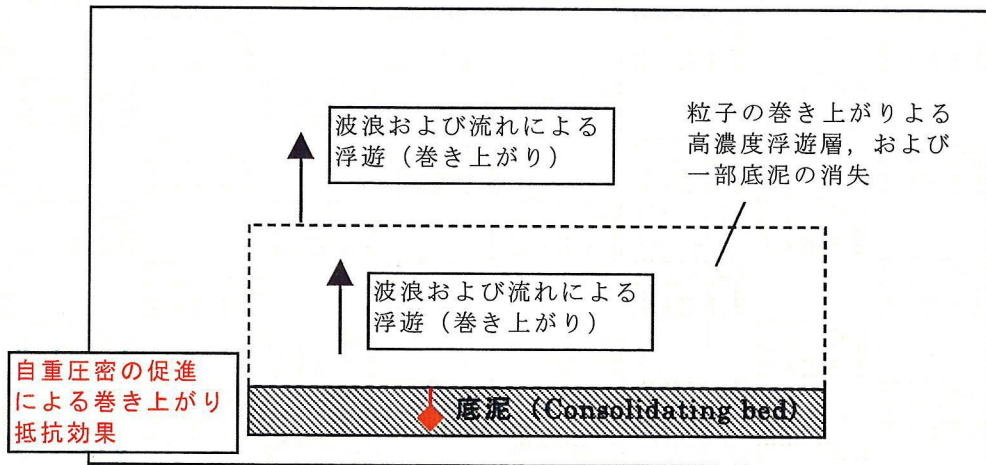 波浪および流れによる
浮遊（巻き上がり）
粒子の巻き上がりよる
高濃度浮遊層，および
一部底泥の消失
波浪および流れによる
浮遊（巻き上がり）
自重圧密の促進
による巻き上がり
抵抗効果
底泥（Consolidating bed)